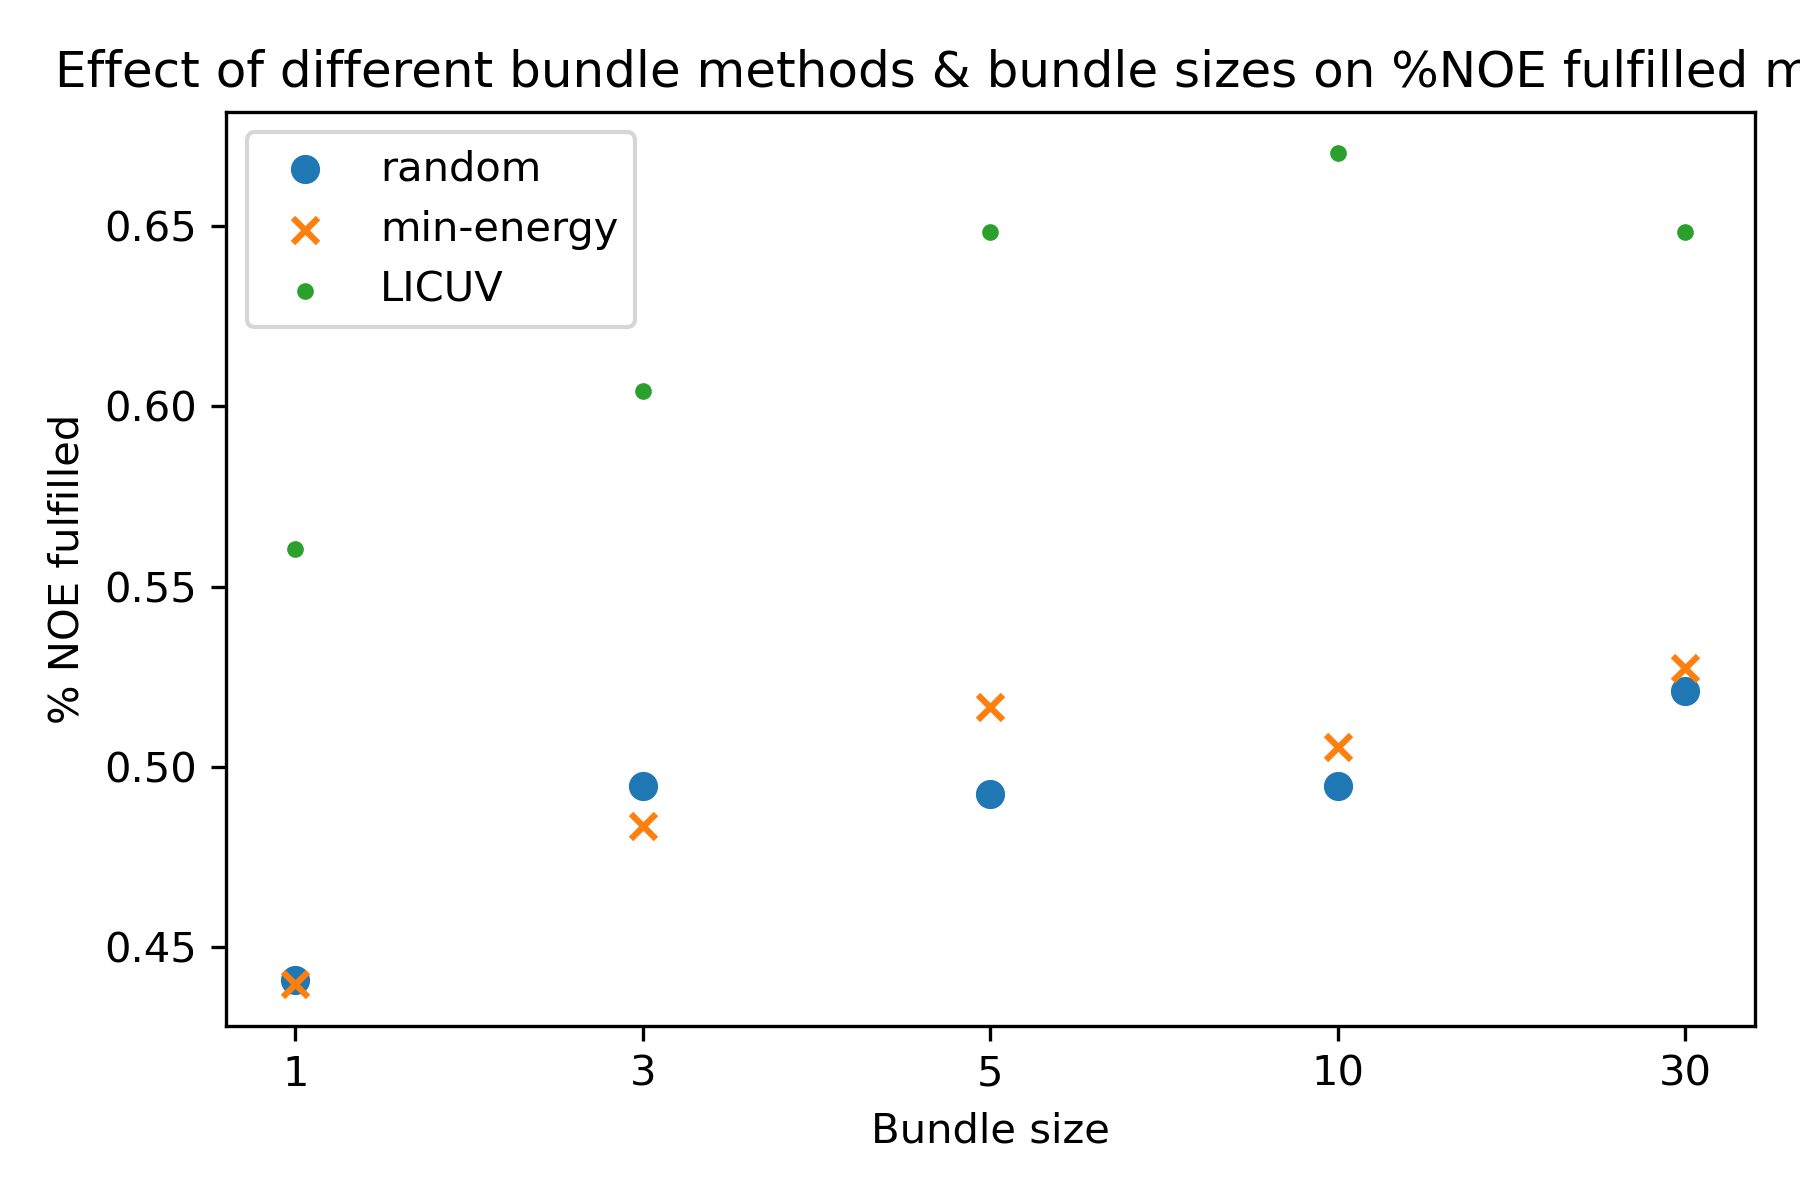 Effect of different bundle methods & bundle sizes on %NOE fulfilled
random
min-energy
LICUV
% NOE fulfilled
0.65
0.60
0.55
0.50
0.45
1 3 5 10 30
Bundle size